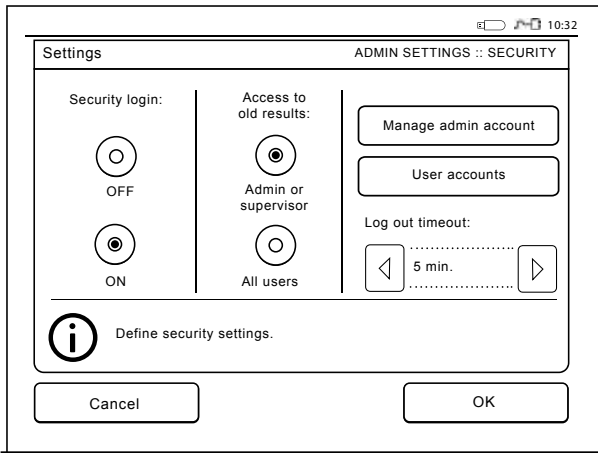 10:32
Settings
ADMIN SETTINGS :: SECURITY
Security login:
OFF
ON
Access to
old results:
Admin or
supervisor
All users
Manage admin account
User accounts
Log out timeout:
5 min.
Define security settings.
Cancel
OK